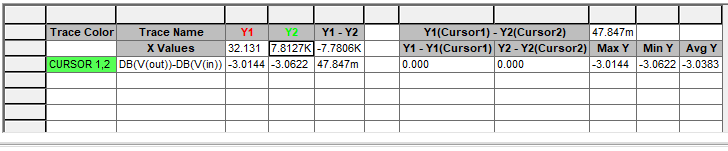 Trace Color Trace Name Y1 Y2 Y1 - Y2 Y1(Cursor1) - Y2(Cursor2) 47.847m
X Values 32.131 7.8127K -7.7806K Y1 - Y1(Cursor1) Y2 - Y2(Cursor2) Max Y Min Y Avg Y
CURSOR 1,2 DB(V(out))-DB(V(in)) -3.0144 -3.0622 47.847m 0.000 0.000 -3.0144 -3.0622 -3.0383